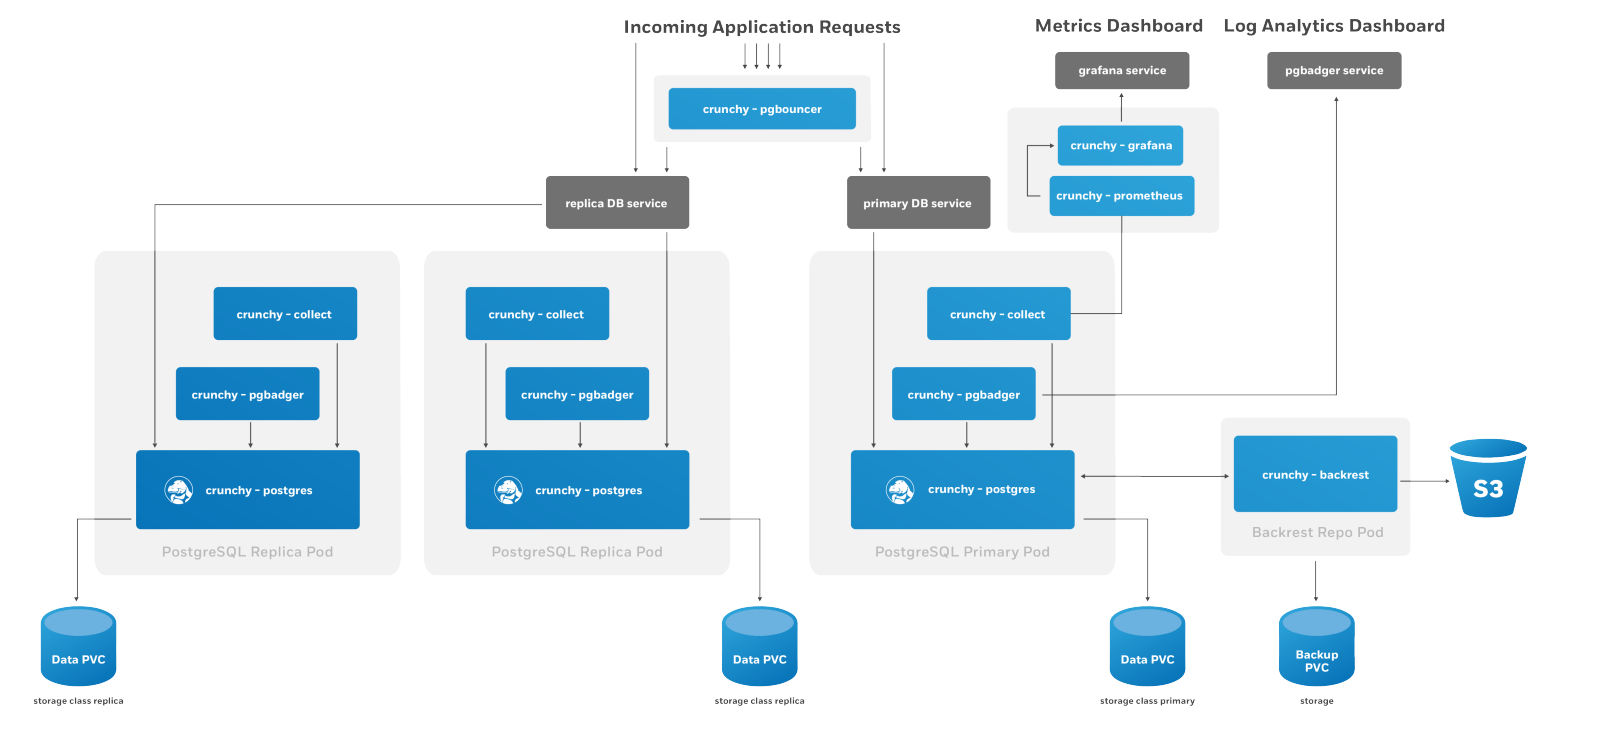 Incoming Application Requests
Metrics Dashboard
Log Analytics Dashboard
grafana service
pgbadger service
crunchy - pgbouncer
crunchy - grafana
crunchy - prometheus
replica DB service
primary DB service
crunchy - collect
crunchy - collect
crunchy - collect
crunchy - pgbadger
crunchy - pgbadger
crunchy - pgbadger
crunchy - postgres
crunchy - postgres
crunchy - postgres
crunchy - backrest
S3
PostgreSQL Replica Pod
PostgreSQL Replica Pod
PostgreSQL Primary Pod
Backrest Repo Pod
Data PVC
Data PVC
Data PVC
Backup
PVC
storage class replica
storage class replica
storage class primary
storage